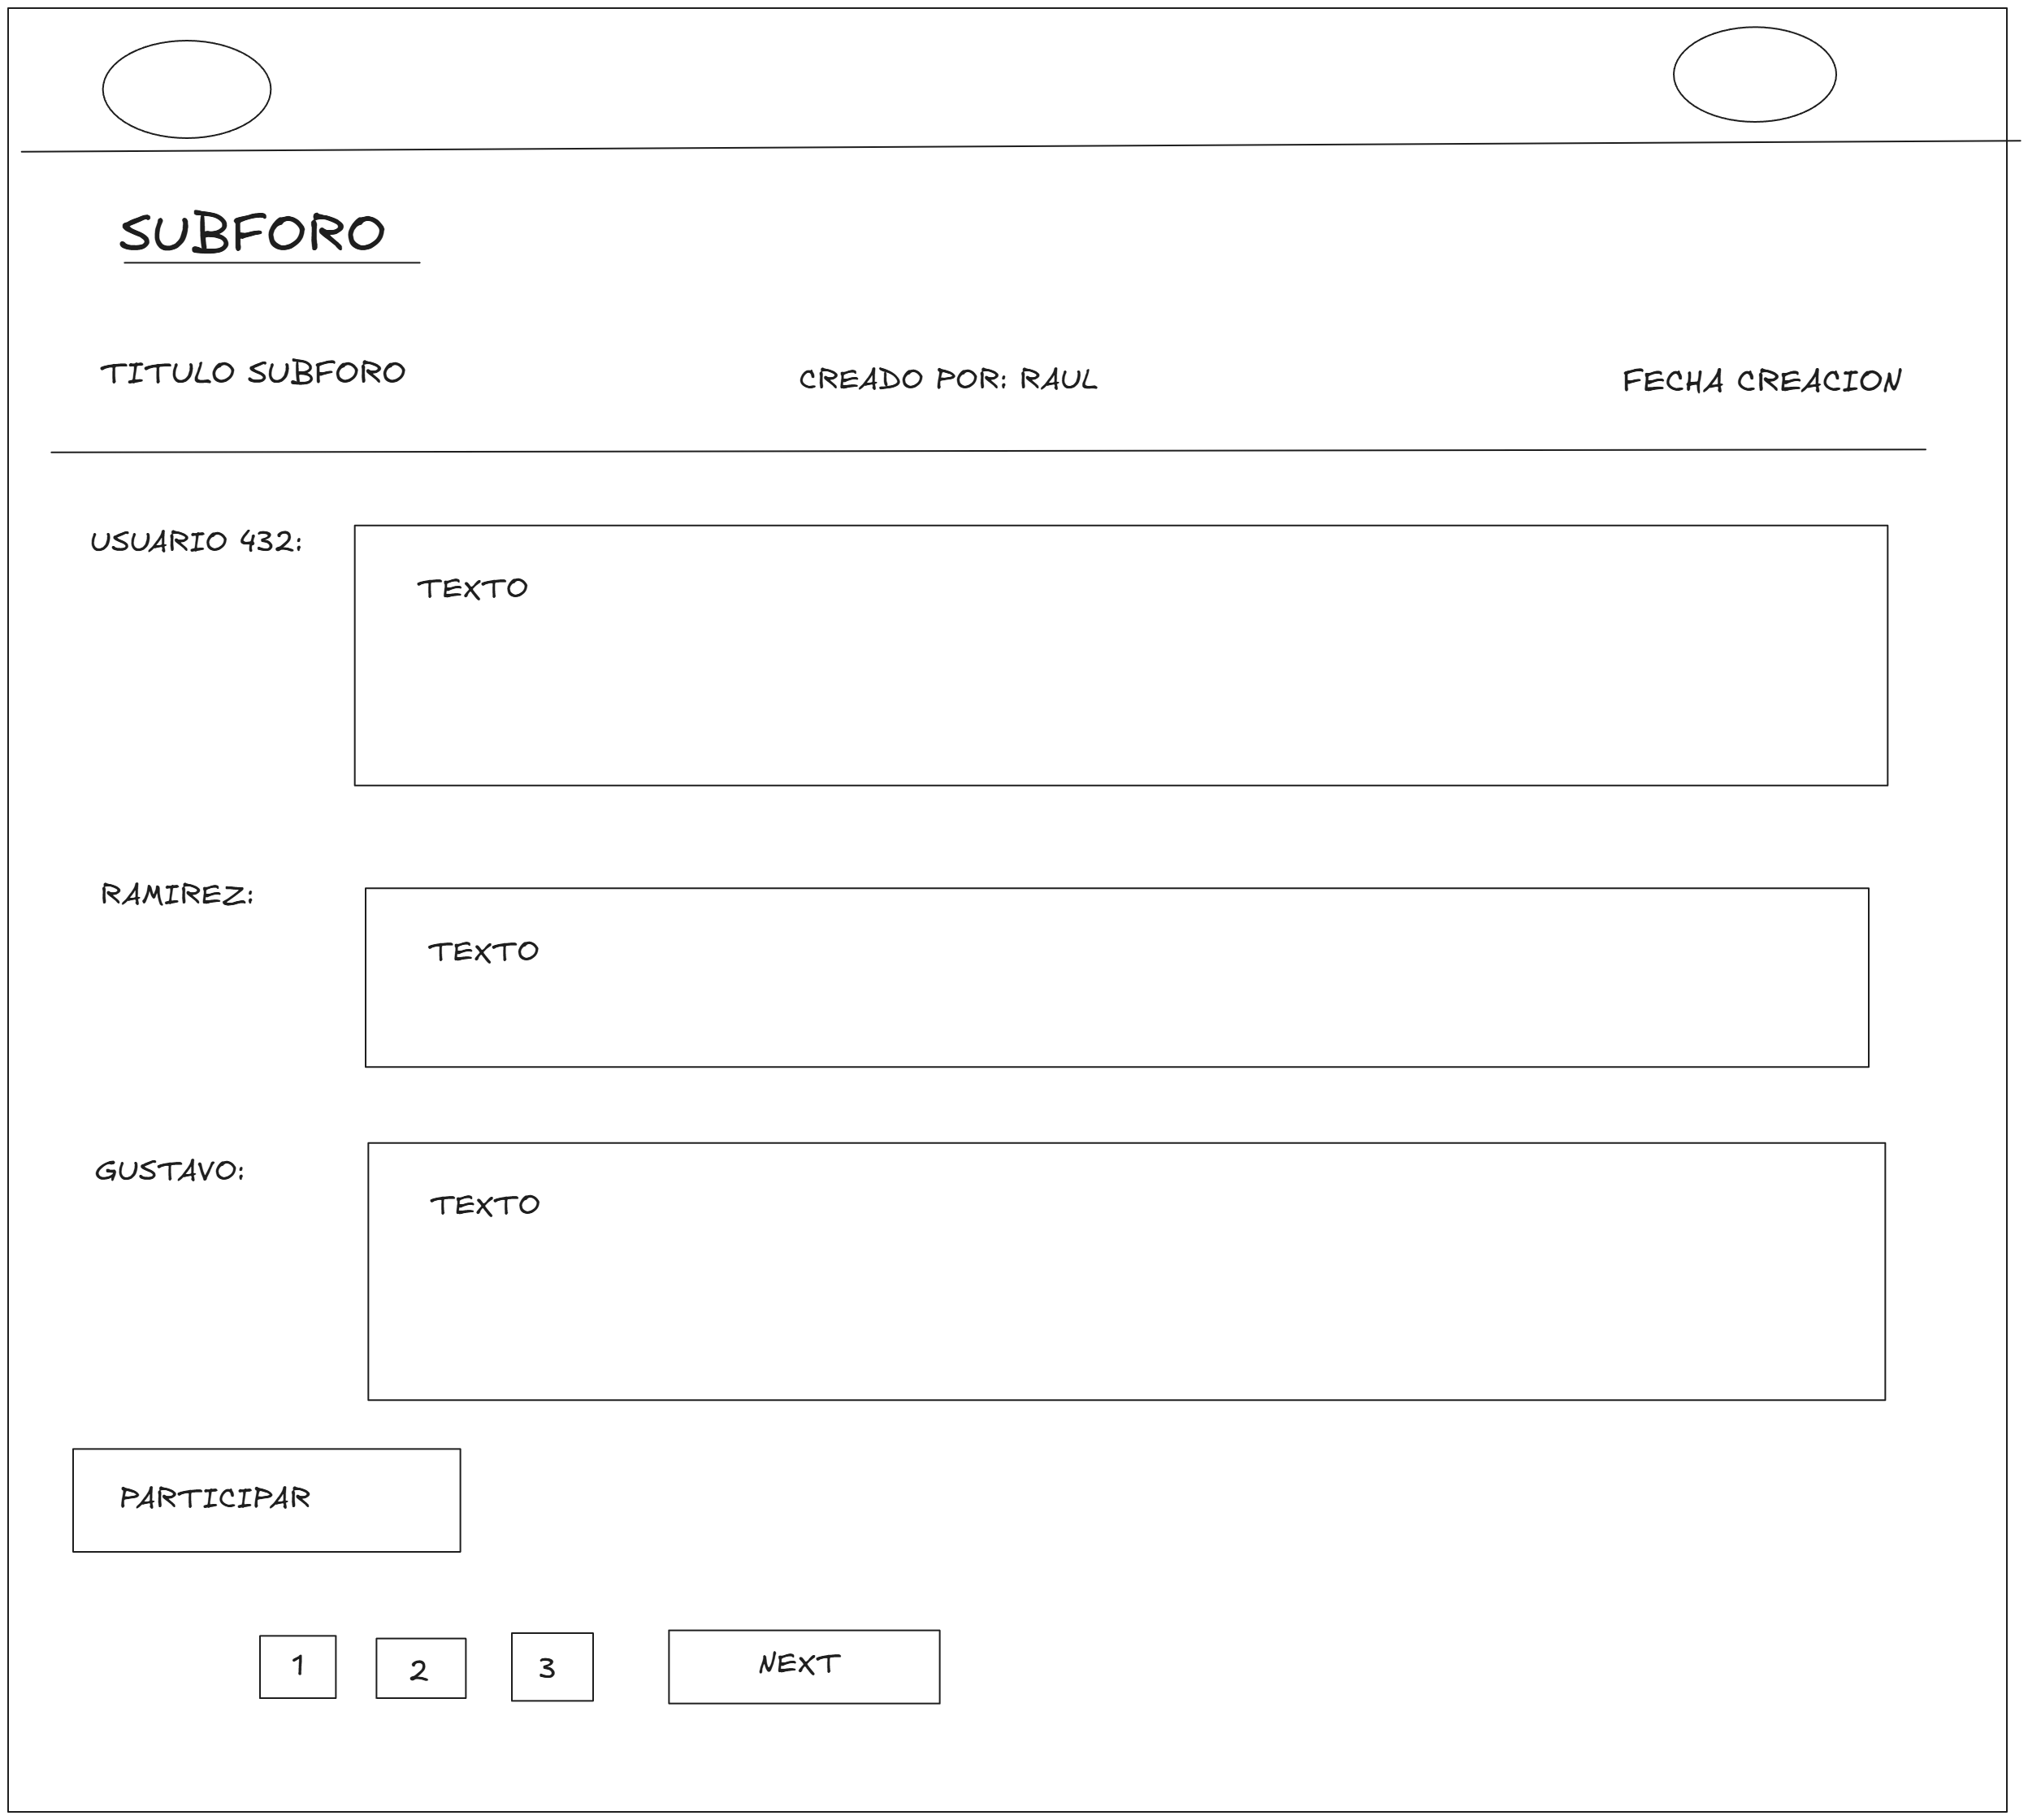 SUBFORO
TITULO SUBFORO
CREADO POR: RAUL
FECHA CREACION
USUARIO 432:
TEXTO
RAMIREZ:
TEXTO
GUSTAVO:
TEXTO
PARTICIPAR
1
2
3
NEXT